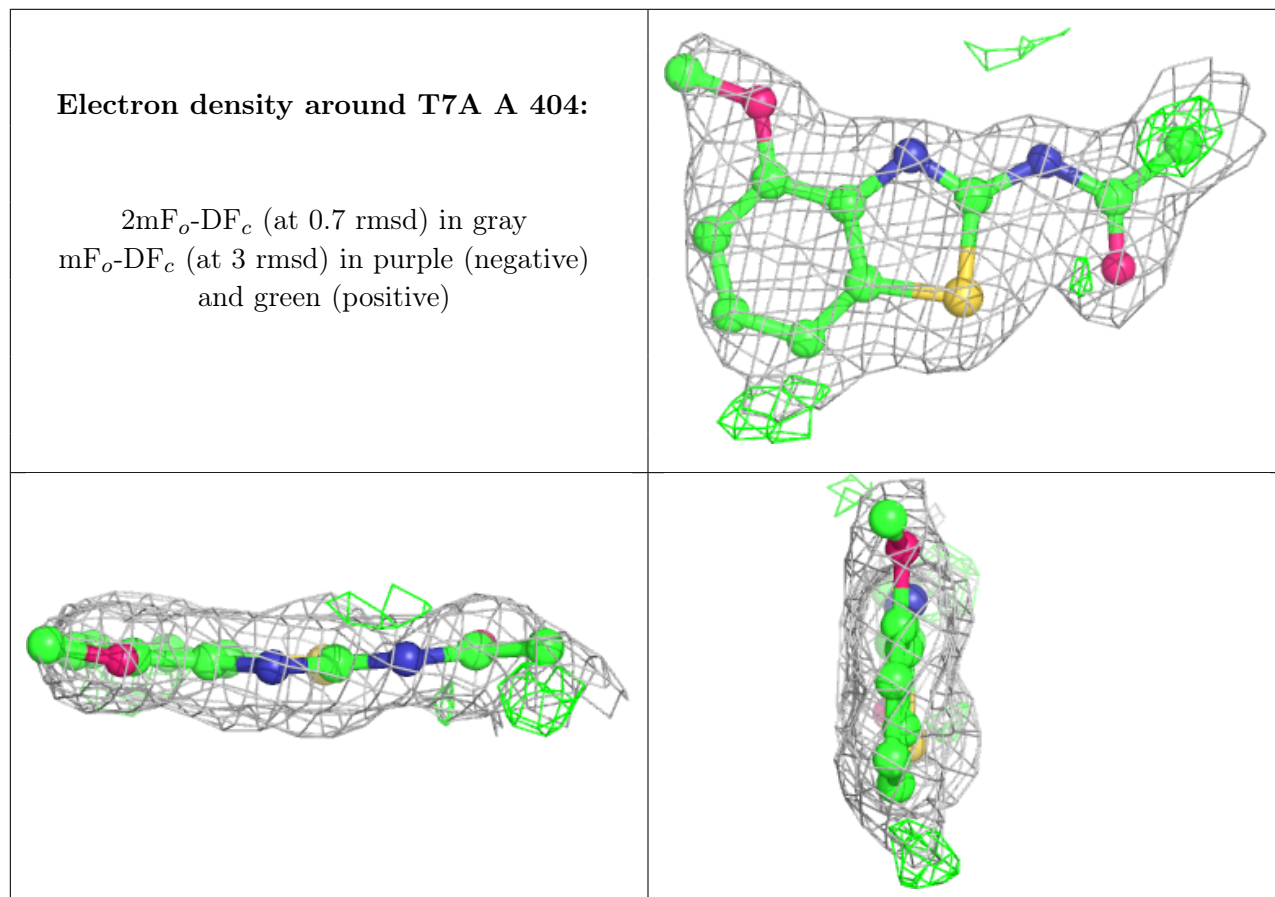 Electron density around T7A A 404:
2mFₒ-DF𝒸 (at 0.7 rmsd) in gray
mFₒ-DF𝒸 (at 3 rmsd) in purple (negative)
and green (positive)